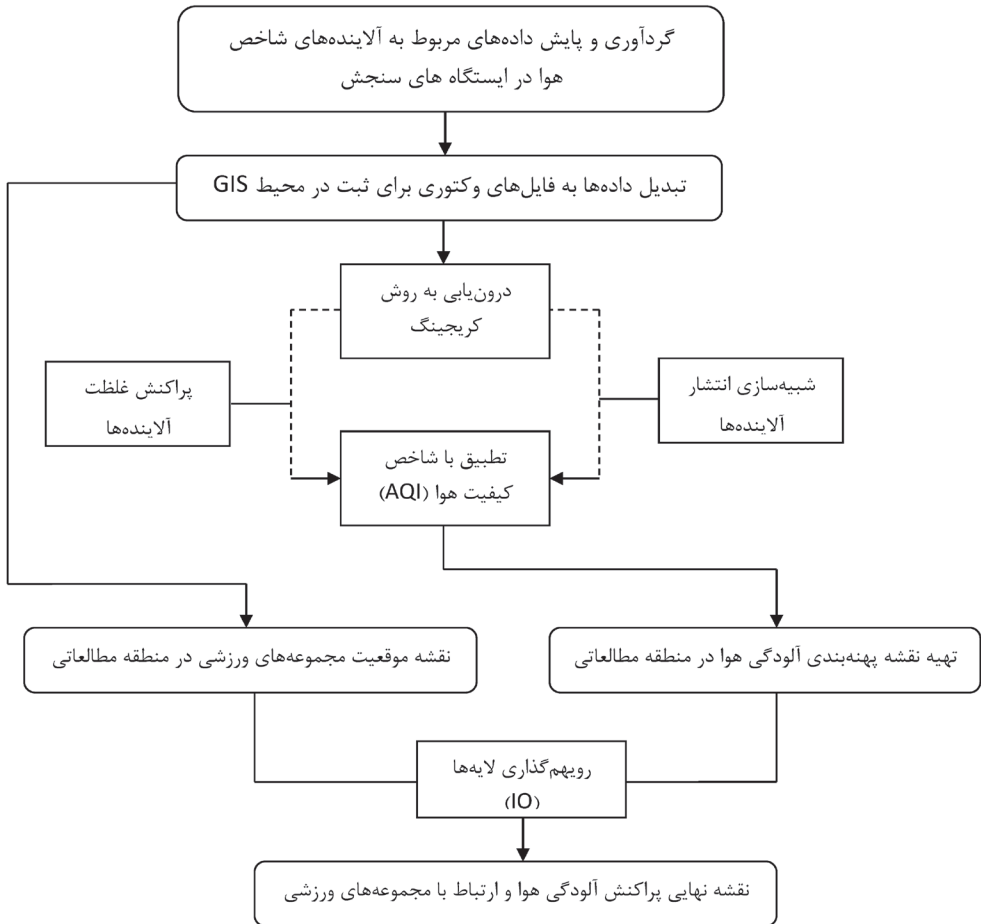 گردآوری و پایش داده‌های مربوط به آلاینده‌های شاخص
هوا در ایستگاه های سنجش
تبدیل داده‌ها به فایل‌های وکتوری برای ثبت در محیط GIS
درون‌یابی به روش
کریجینگ
شبیه‌سازی انتشار
آلاینده‌ها
پراکنش غلظت
آلاینده‌ها
تطبیق با شاخص
کیفیت هوا (AQI)
تهیه نقشه پهنه‌بندی آلودگی هوا در منطقه مطالعاتی
نقشه موقعیت مجموعه‌های ورزشی در منطقه مطالعاتی
رویهم‌گذاری لایه‌ها
(IO)
نقشه نهایی پراکنش آلودگی هوا و ارتباط با مجموعه‌های ورزشی